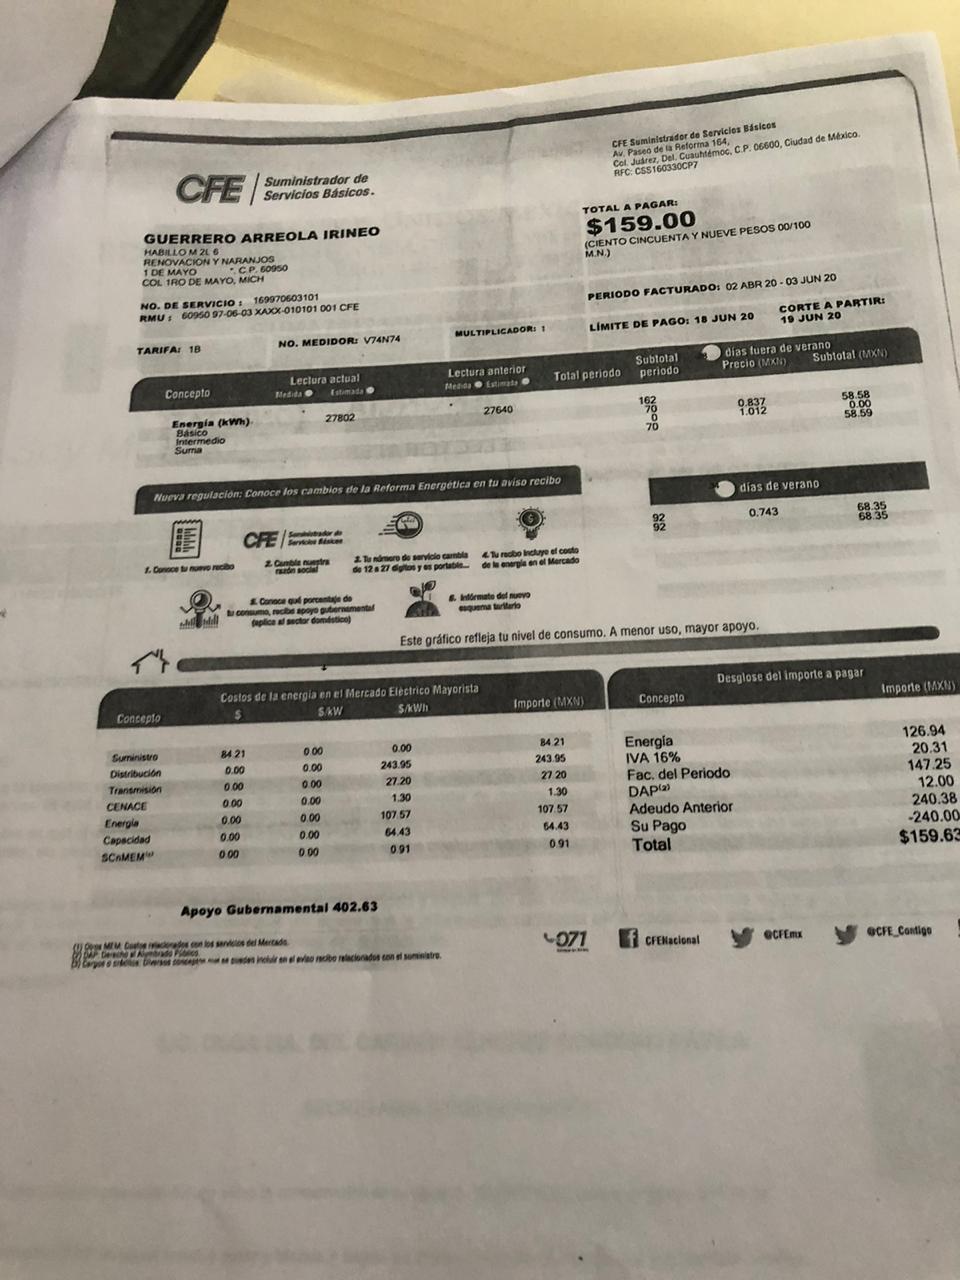 CFE Suministrador de Servicios Básicos
Av. Paseo de la Reforma 164,
Col. Juárez, Del. Cuauhtémoc, C.P. 06600, Ciudad de México.
RFC: CSS160330CP7
CFE Suministrador de
Servicios Básicos.
TOTAL A PAGAR:
$159.00
(CIENTO CINCUENTA Y NUEVE PESOS 00/100
M.N.)
GUERRERO ARREOLA IRINEO
HABILLO M 2L 6
RENOVACION Y NARANJOS
1 DE MAYO *. C.P. 60950
COL 1RO DE MAYO, MICH
NO. DE SERVICIO : 169970603101
RMU : 60950 97-06-03 XAXX-010101 001 CFE
PERIODO FACTURADO: 02 ABR 20 - 03 JUN 20
LÍMITE DE PAGO: 18 JUN 20 CORTE A PARTIR:
19 JUN 20
TARIFA: 1B NO. MEDIDOR: V74N74 MULTIPLICADOR: 1
Concepto Lectura actual Lectura anterior Total periodo Subtotal periodo días fuera de verano
Medida Estimada Medida Estimada Precio (MXN) Subtotal (MXN)
Energía (kWh) 27802 27640 162
Básico 70 0.837 58.58
Intermedio 0 1.012 0.00
Suma 70 58.59
Nueva regulación: Conoce los cambios de la Reforma Energética en tu aviso recibo
días de verano
92 0.743 68.35
92 68.35
CFE Suministrador de
Servicios Básicos
1. Conoce tu nuevo recibo
2. Cambia nuestra
razón social
3. Tu número de servicio cambia
de 12 a 27 dígitos y es portable...
4. Tu recibo incluye el costo
de la energía en el Mercado
5. Conoce qué porcentaje de
tu consumo, recibe apoyo gubernamental
(aplica al sector doméstico)
6. Infórmate del nuevo
esquema tarifario
Este gráfico refleja tu nivel de consumo. A menor uso, mayor apoyo.
Costos de la energía en el Mercado Eléctrico Mayorista
Concepto $ $/kW $/kWh Importe (MXN)
Suministro 84.21 0.00 0.00 84.21
Distribución 0.00 0.00 243.95 243.95
Transmisión 0.00 0.00 27.20 27.20
CENACE 0.00 0.00 1.30 1.30
Energía 0.00 0.00 107.57 107.57
Capacidad 0.00 0.00 64.43 64.43
SCnMEM 0.00 0.00 0.91 0.91
Desglose del importe a pagar
Concepto Importe (MXN)
Energía 126.94
IVA 16% 20.31
Fac. del Periodo 147.25
DAP(2) 12.00
Adeudo Anterior 240.38
Su Pago -240.00
Total $159.63
Apoyo Gubernamental 402.63
(1) Otros MEM: Costos relacionados con los servicios del Mercado.
(2) DAP: Derecho al Alumbrado Público.
(3) Cargos o créditos: Diversos conceptos que se pueden incluir en el aviso recibo relacionados con el suministro.
071
CFENacional
@CFEmx
@CFE_Contigo